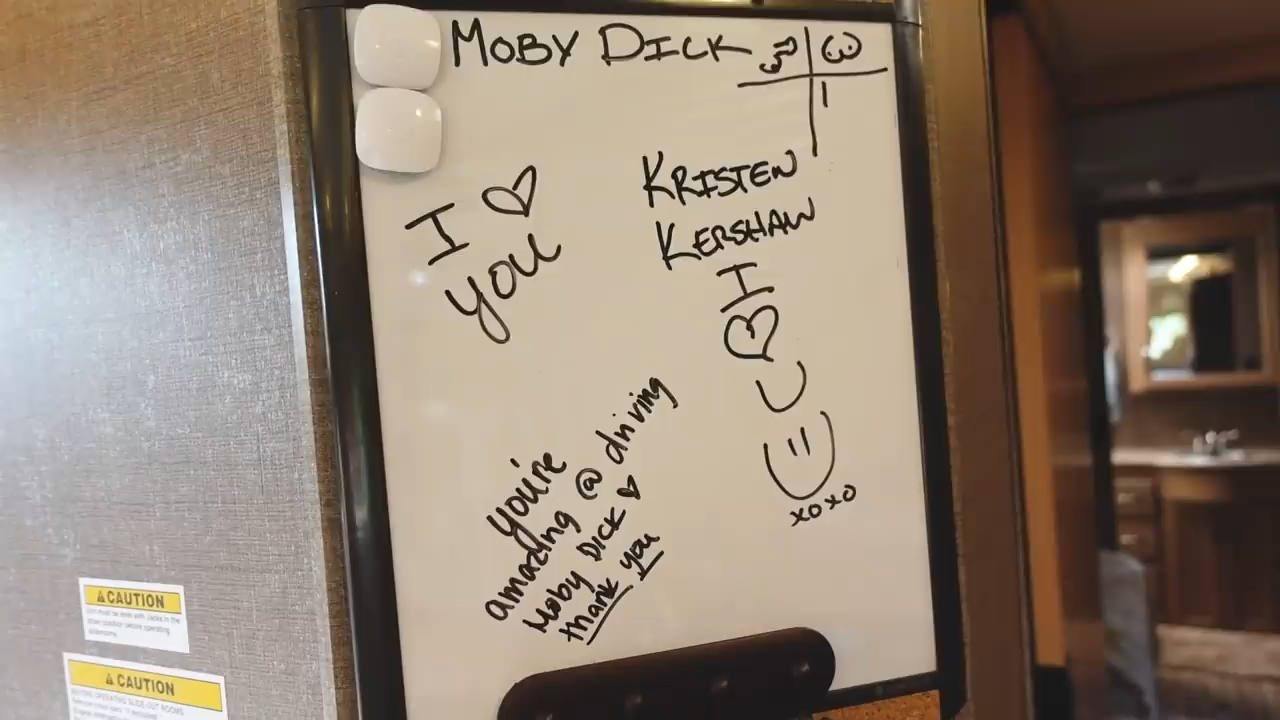 MOBY DICK
1
I ♡
you
KRISTEN
KERSHAW
I
♡
U
xoxo
you're
amazing @ driving
Moby Dick ♡
thank you
⚠ CAUTION
⚠ CAUTION